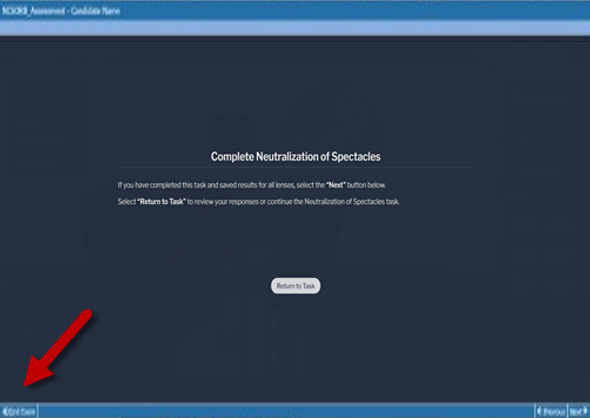 NCSORB_Assessment - Candidate Name
Complete Neutralization of Spectacles
If you have completed this task and saved results for all lenses, select the "Next" button below.
Select "Return to Task" to review your responses or continue the Neutralization of Spectacles task.
Return to Task
End Exam
Previous
Next